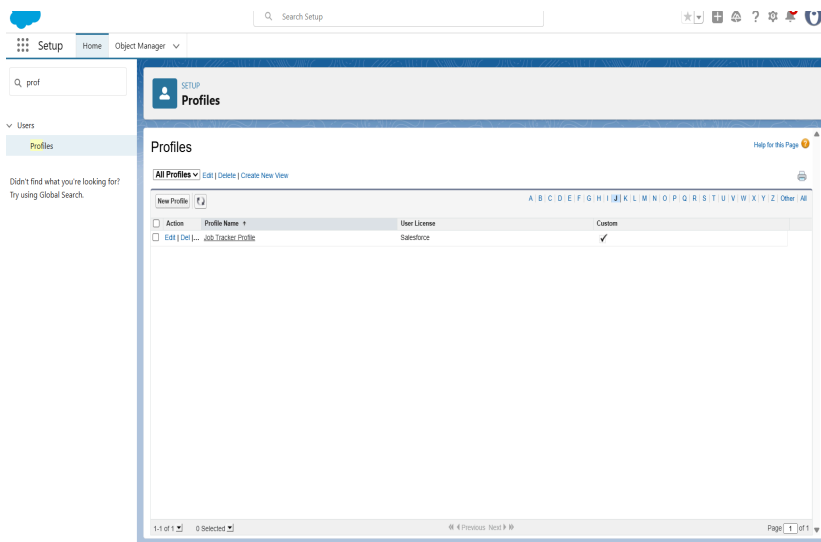 Search Setup
Setup Home Object Manager
prof
SETUP
Profiles
Users
Profiles
Didn't find what you're looking for?
Try using Global Search.
Profiles
Help for this Page
All Profiles Edit | Delete | Create New View
New Profile
A | B | C | D | E | F | G | H | I | J | K | L | M | N | O | P | Q | R | S | T | U | V | W | X | Y | Z | Other | All
Action Profile Name ↑ User License Custom
Edit | Del |... Job Tracker Profile Salesforce ✓
1-1 of 1 0 Selected Previous Next Page 1 of 1